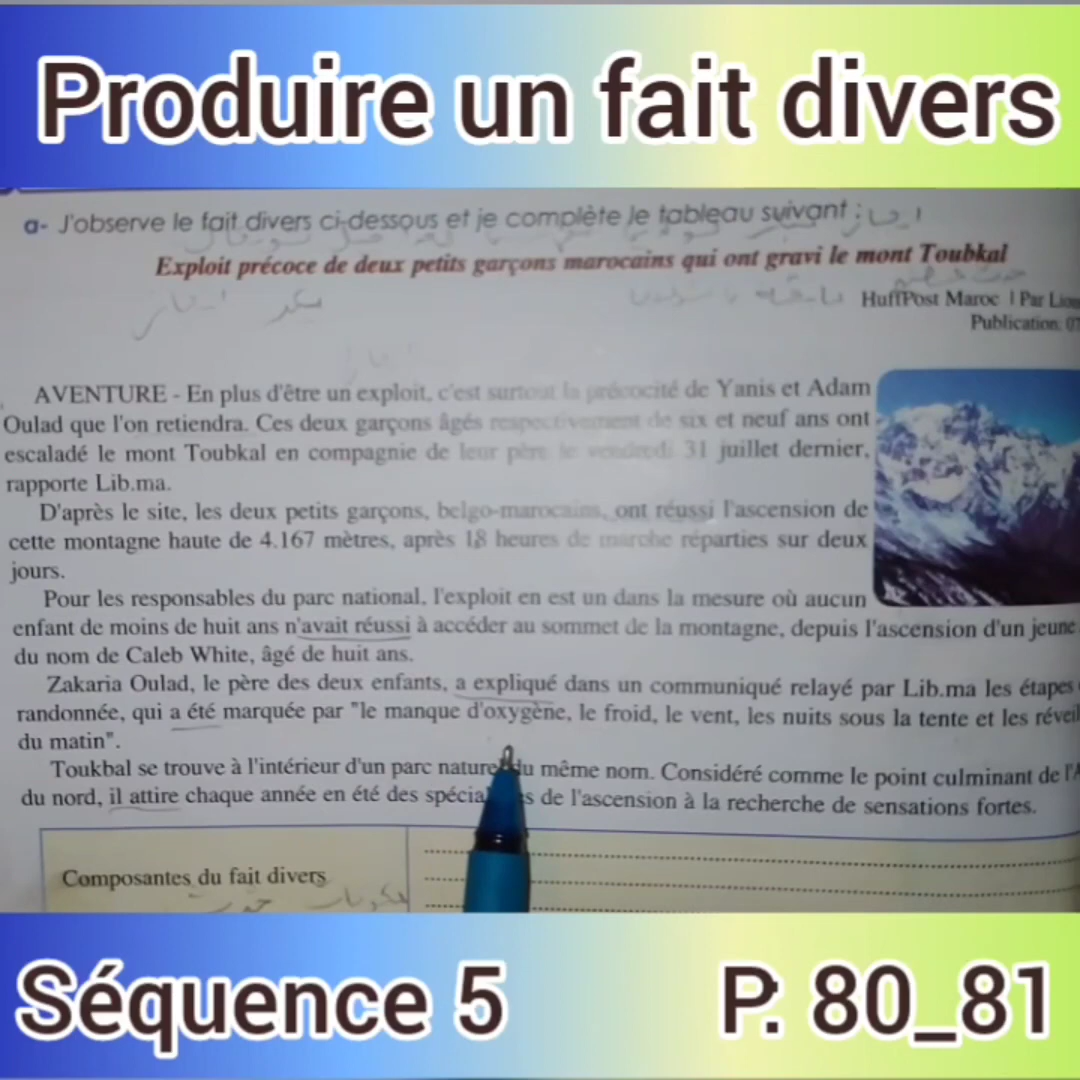 Produire un fait divers
a- J'observe le fait divers ci-dessous et je complète le tableau suivant :
Exploit précoce de deux petits garçons marocains qui ont gravi le mont Toubkal
HuffPost Maroc | Par
Publication:
AVENTURE - En plus d'être un exploit, c'est surtout la précocité de Yanis et Adam
Oulad que l'on retiendra. Ces deux garçons âgés respectivement de six et neuf ans ont
escaladé le mont Toubkal en compagnie de leur père le vendredi 31 juillet dernier,
rapporte Lib.ma.
D'après le site, les deux petits garçons, belgo-marocains, ont réussi l'ascension de
cette montagne haute de 4.167 mètres, après 18 heures de marche réparties sur deux
jours.
Pour les responsables du parc national, l'exploit en est un dans la mesure où aucun
enfant de moins de huit ans n'avait réussi à accéder au sommet de la montagne, depuis l'ascension d'un jeune
du nom de Caleb White, âgé de huit ans.
Zakaria Oulad, le père des deux enfants, a expliqué dans un communiqué relayé par Lib.ma les étapes
randonnée, qui a été marquée par "le manque d'oxygène, le froid, le vent, les nuits sous la tente et les
du matin".
Toukbal se trouve à l'intérieur d'un parc naturel du même nom. Considéré comme le point culminant de
du nord, il attire chaque année en été des de l'ascension à la recherche de sensations fortes.
Composantes du fait divers
Séquence 5 P. 80_81